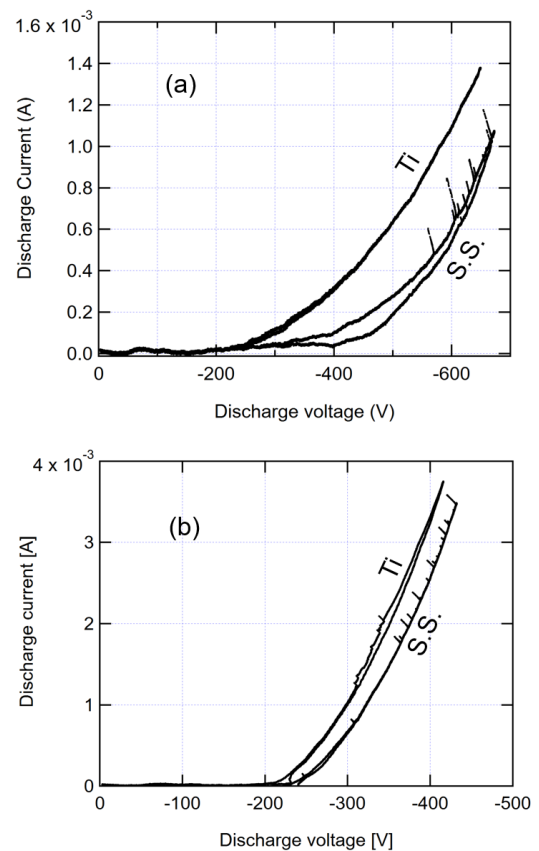 1.6 x 10⁻³
1.4
1.2
1.0
0.8
0.6
0.4
0.2
0.0
Discharge Current (A)
(a)
Ti
S.S.
0
-200
-400
-600
Discharge voltage (V)
4 x 10⁻³
3
2
1
0
Discharge current [A]
(b)
Ti
S.S.
0
-100
-200
-300
-400
-500
Discharge voltage [V]